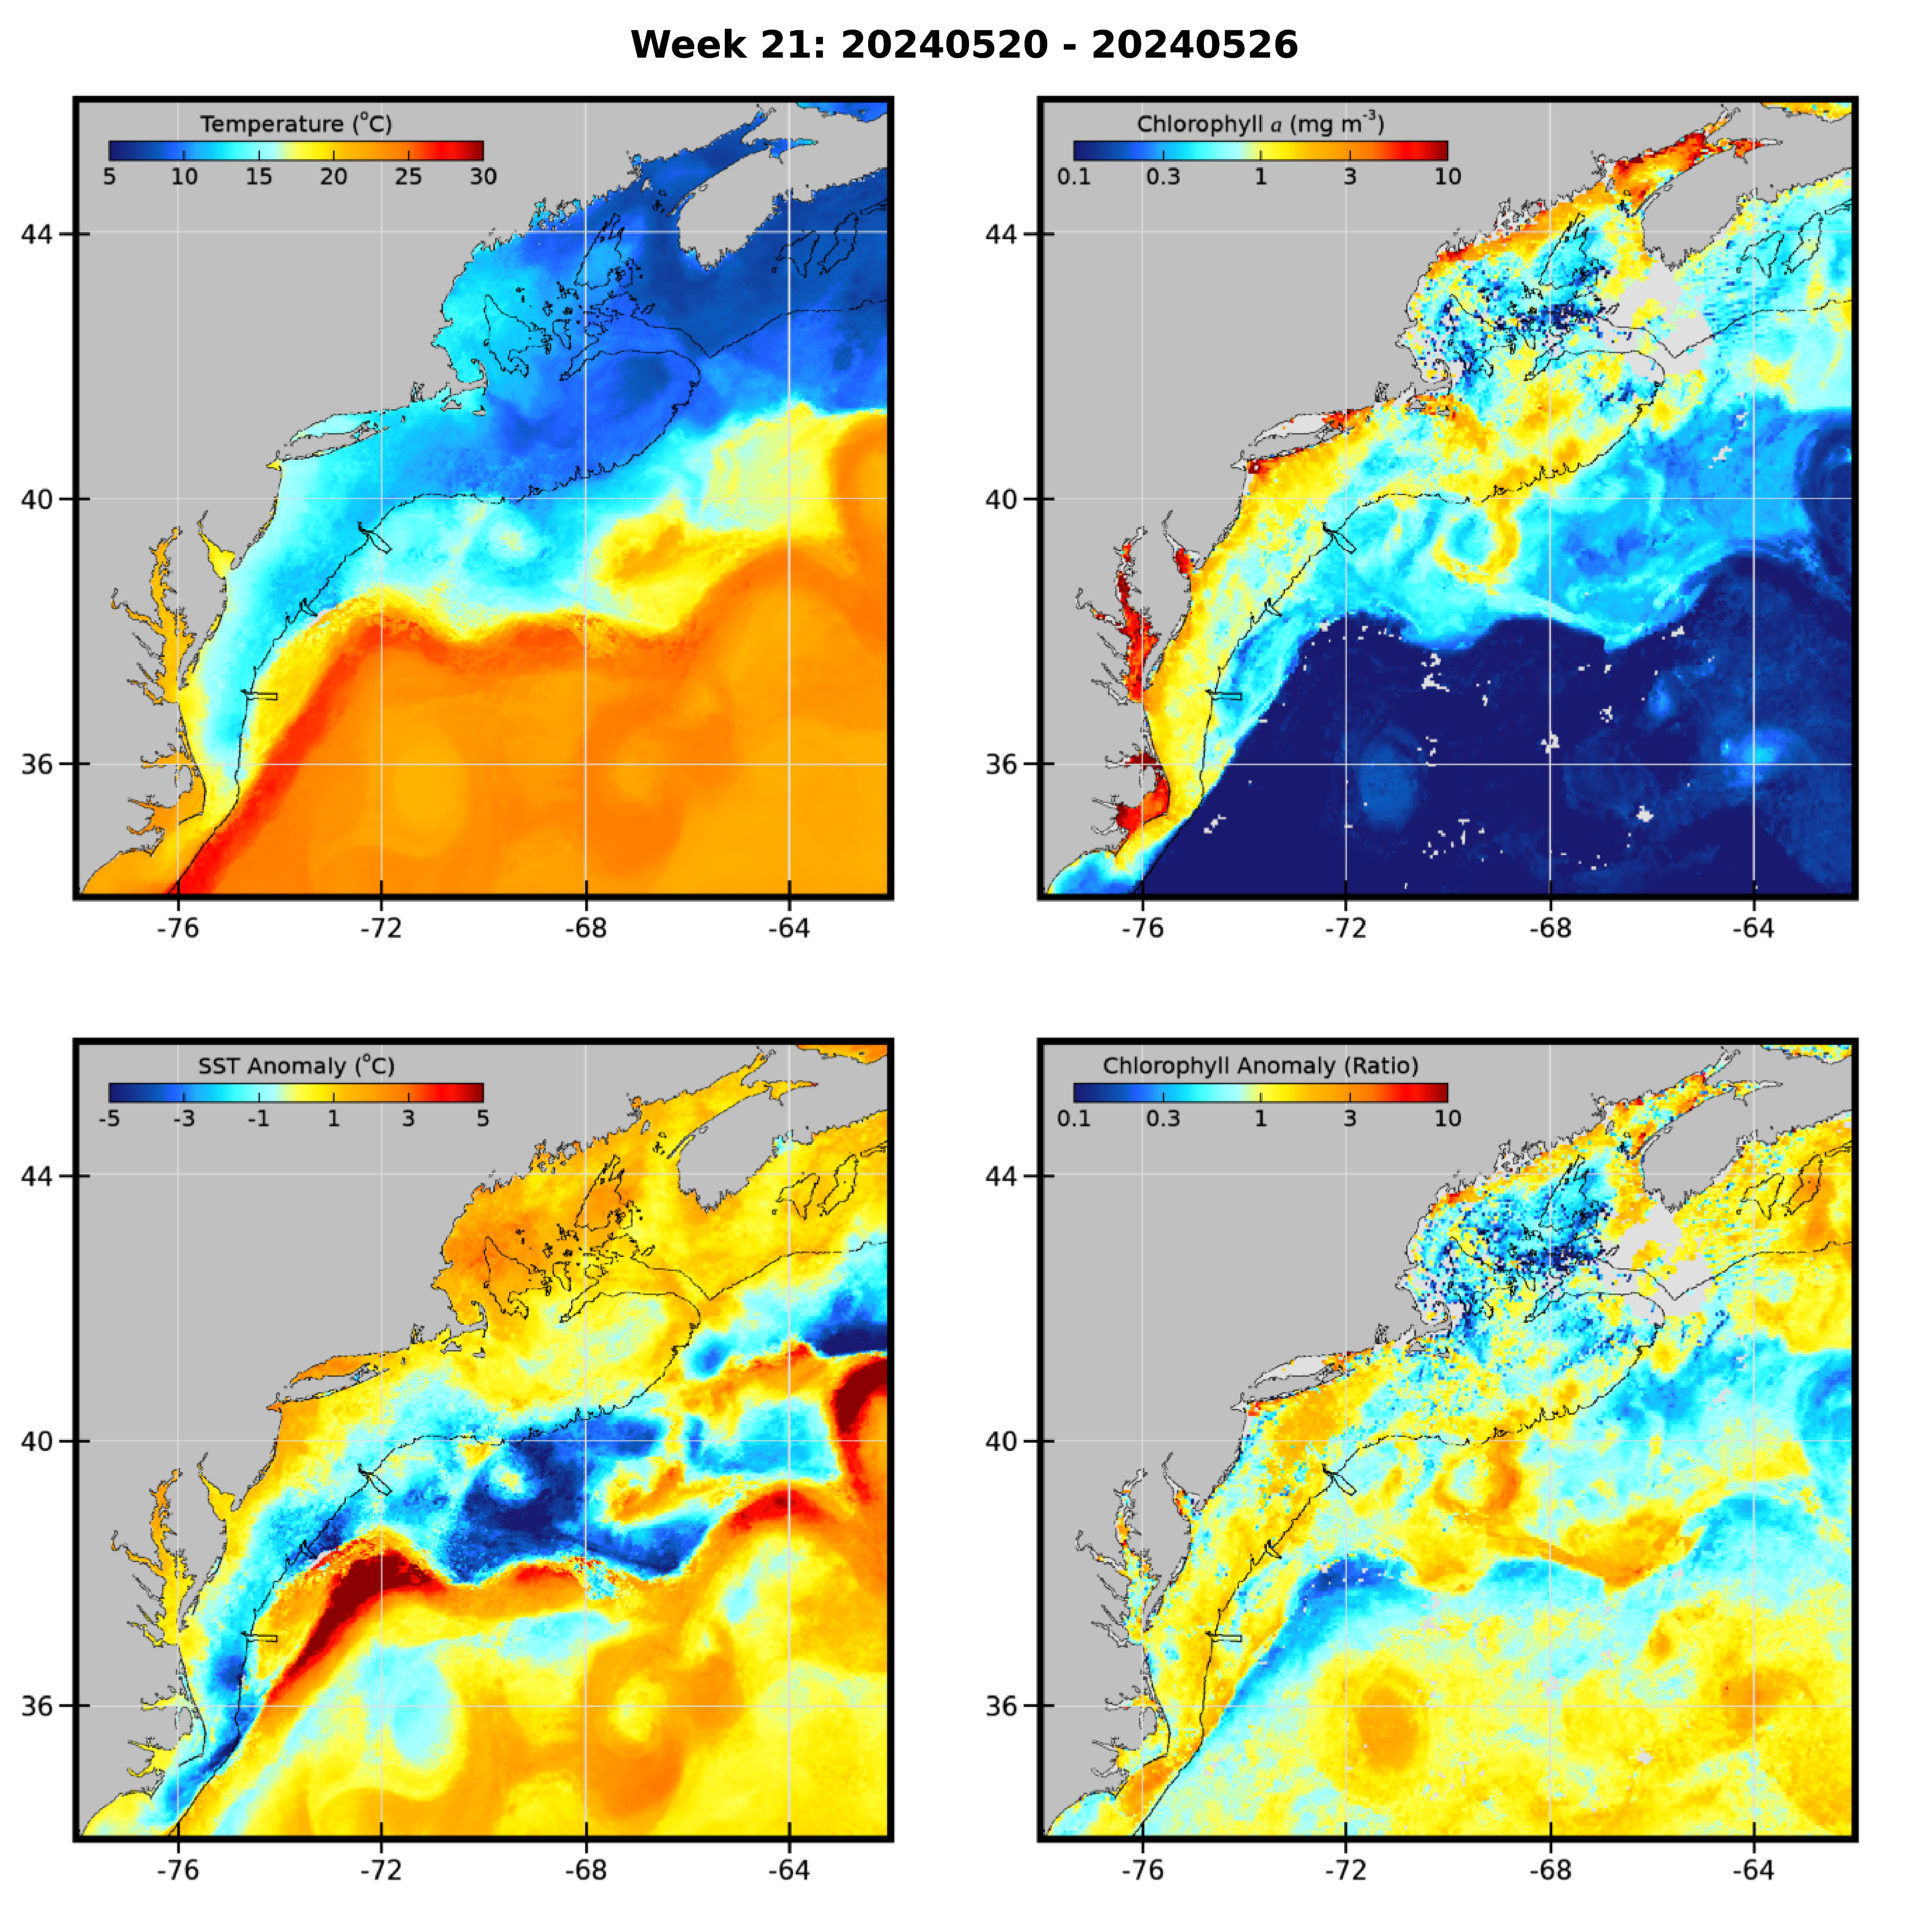 Week 21: 20240520 - 20240526
Temperature (°C)
5 10 15 20 25 30
44
40
36
-76 -72 -68 -64
Chlorophyll a (mg m⁻³)
0.1 0.3 1 3 10
44
40
36
-76 -72 -68 -64
SST Anomaly (°C)
-5 -3 -1 1 3 5
44
40
36
-76 -72 -68 -64
Chlorophyll Anomaly (Ratio)
0.1 0.3 1 3 10
44
40
36
-76 -72 -68 -64